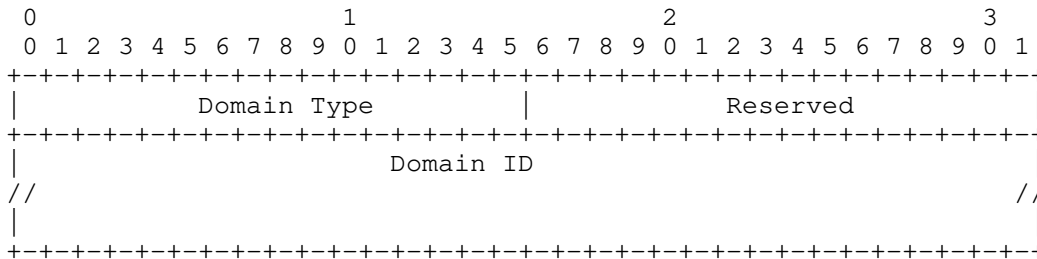 0                   1                   2                   3
 0 1 2 3 4 5 6 7 8 9 0 1 2 3 4 5 6 7 8 9 0 1 2 3 4 5 6 7 8 9 0 1
+-+-+-+-+-+-+-+-+-+-+-+-+-+-+-+-+-+-+-+-+-+-+-+-+-+-+-+-+-+-+-+--
|           Domain Type         |            Reserved
+-+-+-+-+-+-+-+-+-+-+-+-+-+-+-+-+-+-+-+-+-+-+-+-+-+-+-+-+-+-+-+--
|                       Domain ID
//                                                             //
|
+-+-+-+-+-+-+-+-+-+-+-+-+-+-+-+-+-+-+-+-+-+-+-+-+-+-+-+-+-+-+-+--